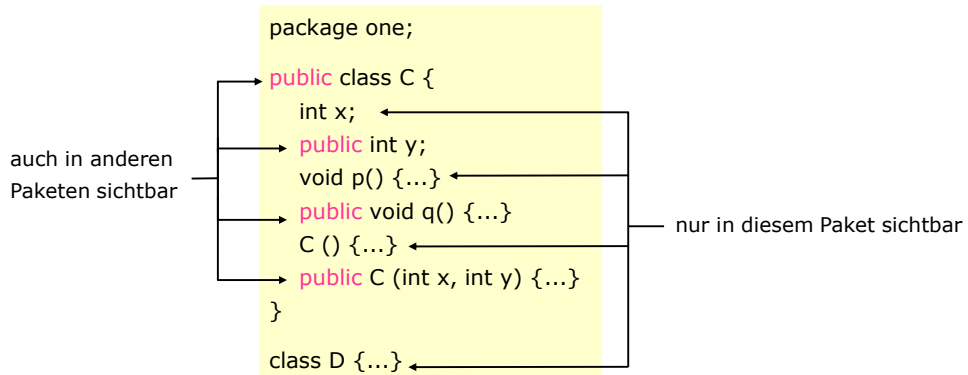 package one;
public class C {
int x;
public int y;
void p() {...}
public void q() {...}
C () {...}
public C (int x, int y) {...}
}
class D {...}
auch in anderen
Paketen sichtbar
nur in diesem Paket sichtbar